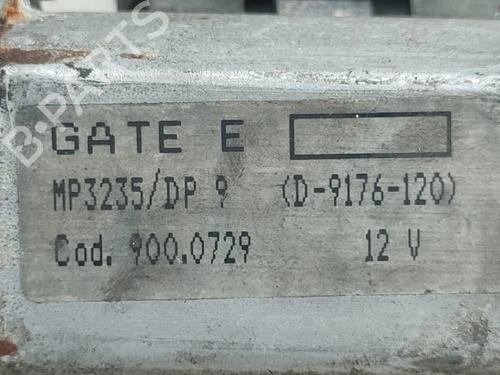 B-PARTS
GATE E
MP3235/DP 9 (D-9176-120)
Cod. 900.0729 12 V